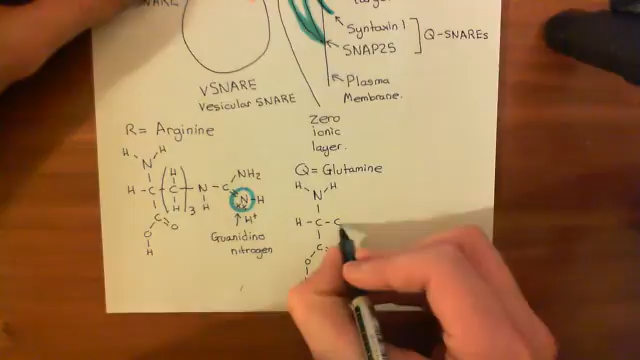 Syntaxin 1
SNAP25
Q-SNAREs
vSNARE
Vesicular SNARE
Plasma
Membrane.
Zero
ionic
layer.
R = Arginine
H H
N
H
H - C - C - N - C
NH2
N - H
H H
3
H+
C
O
O
H
Guanidino
nitrogen
Q = Glutamine
H H
N
H - C - C
C
O